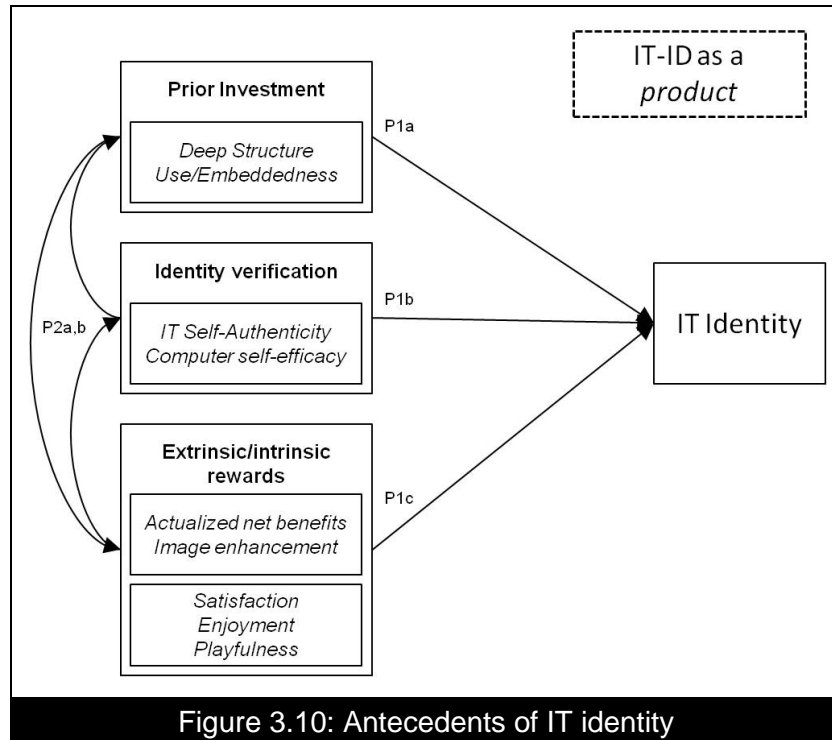 IT-ID as a
product
Prior Investment
P1a
Deep Structure
Use/Embeddedness
Identity verification
P1b
IT Self-Authenticity
Computer self-efficacy
P2a,b
IT Identity
Extrinsic/intrinsic
rewards
P1c
Actualized net benefits
Image enhancement
Satisfaction
Enjoyment
Playfulness
Figure 3.10: Antecedents of IT identity